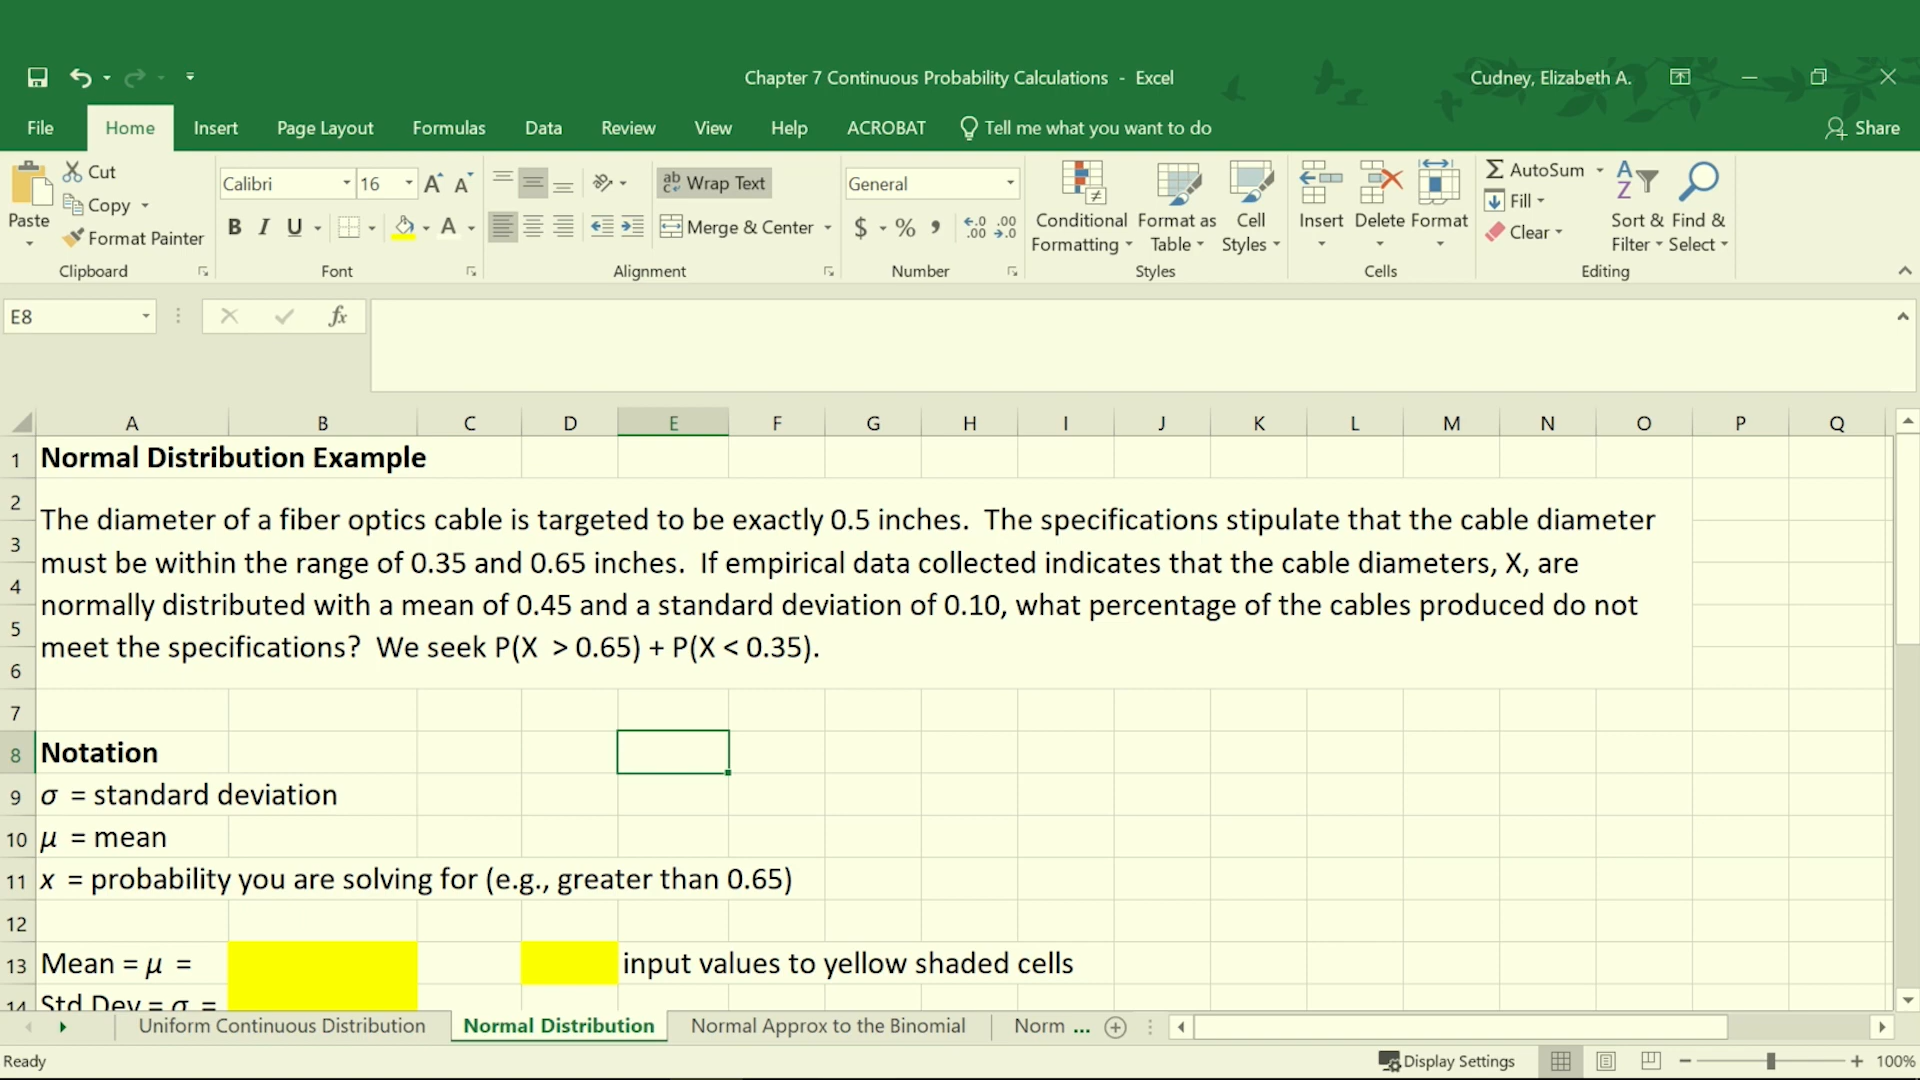 Chapter 7 Continuous Probability Calculations - Excel
Cudney, Elizabeth A.
File Home Insert Page Layout Formulas Data Review View Help ACROBAT Tell me what you want to do Share
Paste
Cut
Copy
Format Painter
Clipboard
Calibri 16
B I U
Font
Wrap Text
Merge & Center
Alignment
General
$ % ,
Number
Conditional Formatting
Format as Table
Cell Styles
Styles
Insert Delete Format
Cells
AutoSum
Fill
Clear
Sort & Filter
Find & Select
Editing
E8
fx
A B C D E F G H I J K L M N O P Q
1 Normal Distribution Example
2
The diameter of a fiber optics cable is targeted to be exactly 0.5 inches. The specifications stipulate that the cable diameter
3
must be within the range of 0.35 and 0.65 inches. If empirical data collected indicates that the cable diameters, X, are
4
normally distributed with a mean of 0.45 and a standard deviation of 0.10, what percentage of the cables produced do not
5
meet the specifications? We seek P(X > 0.65) + P(X < 0.35).
6
7
8 Notation
9 σ = standard deviation
10 μ = mean
11 x = probability you are solving for (e.g., greater than 0.65)
12
13 Mean = μ = input values to yellow shaded cells
14 Std Dev = σ =
Uniform Continuous Distribution Normal Distribution Normal Approx to the Binomial Norm ...
Ready
Display Settings
100%